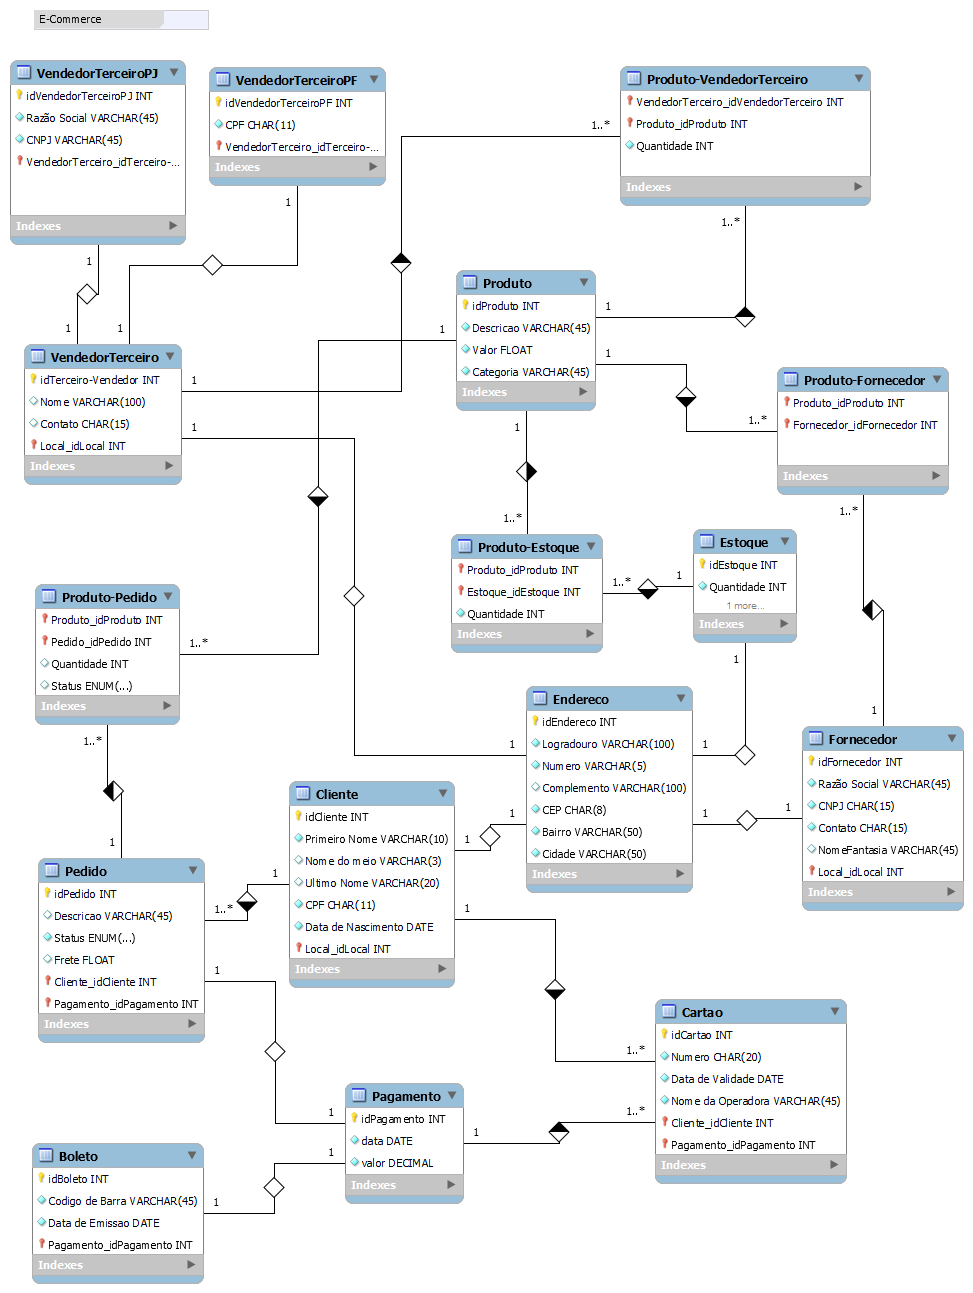 E-Commerce
VendedorTerceiroPJ
idVendedorTerceiroPJ INT
Razão Social VARCHAR(45)
CNPJ VARCHAR(45)
VendedorTerceiro_idTerceiro-...
Indexes
VendedorTerceiroPF
idVendedorTerceiroPF INT
CPF CHAR(11)
VendedorTerceiro_idTerceiro-...
Indexes
Produto-VendedorTerceiro
VendedorTerceiro_idVendedorTerceiro INT
Produto_idProduto INT
Quantidade INT
Indexes
1..*
1
1..*
1
1
1
Produto
idProduto INT
Descricao VARCHAR(45)
Valor FLOAT
Categoria VARCHAR(45)
Indexes
1
1
1
1
VendedorTerceiro
idTerceiro-Vendedor INT
Nome VARCHAR(100)
Contato CHAR(15)
Local_idLocal INT
Indexes
1
1
Produto-Fornecedor
Produto_idProduto INT
Fornecedor_idFornecedor INT
Indexes
1..*
1..*
1..*
Produto-Estoque
Produto_idProduto INT
Estoque_idEstoque INT
Quantidade INT
Indexes
1..*
1
Estoque
idEstoque INT
Quantidade INT
1 more...
Indexes
1
Produto-Pedido
Produto_idProduto INT
Pedido_idPedido INT
Quantidade INT
Status ENUM(...)
Indexes
1..*
1..*
1
Endereco
idEndereco INT
Logradouro VARCHAR(100)
Numero VARCHAR(5)
Complemento VARCHAR(100)
CEP CHAR(8)
Bairro VARCHAR(50)
Cidade VARCHAR(50)
Indexes
1
1
1
1
1
1
Fornecedor
idFornecedor INT
Razão Social VARCHAR(45)
CNPJ CHAR(15)
Contato CHAR(15)
NomeFantasia VARCHAR(45)
Local_idLocal INT
Indexes
Cliente
idCliente INT
Primeiro Nome VARCHAR(10)
Nome do meio VARCHAR(3)
Ultimo Nome VARCHAR(20)
CPF CHAR(11)
Data de Nascimento DATE
Local_idLocal INT
Indexes
1
1
1
Pedido
idPedido INT
Descricao VARCHAR(45)
Status ENUM(...)
Frete FLOAT
Cliente_idCliente INT
Pagamento_idPagamento INT
Indexes
1..*
1
Cartao
idCartao INT
Numero CHAR(20)
Data de Validade DATE
Nome da Operadora VARCHAR(45)
Cliente_idCliente INT
Pagamento_idPagamento INT
Indexes
1..*
1..*
Pagamento
idPagamento INT
data DATE
valor DECIMAL
Indexes
1
1
1
Boleto
idBoleto INT
Codigo de Barra VARCHAR(45)
Data de Emissao DATE
Pagamento_idPagamento INT
Indexes
1